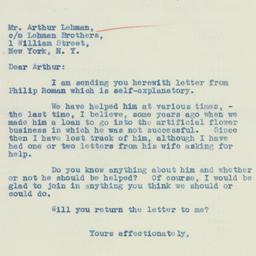 Mr. Arthur Lehman,
c/o Lehman Brothers,
1 William Street,
New York, N. Y.
Dear Arthur:
I am sending you herewith letter from
Philip Roman which is self-explanatory.
We have helped him at various times, -
the last time, I believe, some years ago when we
made him a loan to go into the artificial flower
business in which he was not successful. Since
then I have lost track of him, although I have
had one or two letters from his wife asking for
help.
Do you know anything about him and whether
or not he should be helped? Of course, I would be
glad to join in anything you think we should or
could do.
Will you return the letter to me?
Yours affectionately,